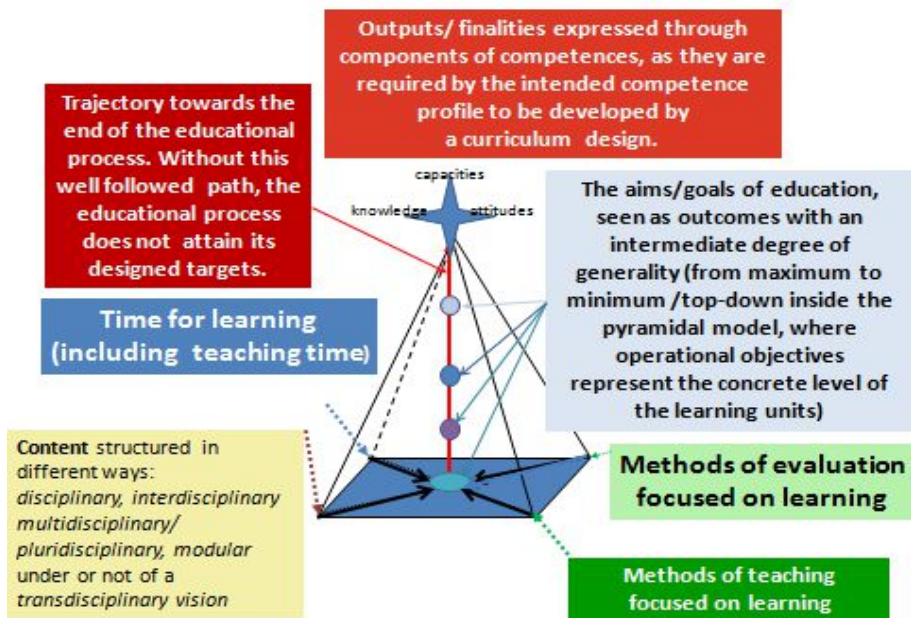 Outputs/ finalities expressed through
components of competences, as they are
required by the intended competence
profile to be developed by
a curriculum design.
Trajectory towards the
end of the educational
process. Without this
well followed path, the
educational process
does not attain its
designed targets.
capacities
knowledge
attitudes
The aims/goals of education,
seen as outcomes with an
intermediate degree of
generality (from maximum to
minimum /top-down inside the
pyramidal model, where
operational objectives
represent the concrete level of
the learning units)
Time for learning
(including teaching time)
Content structured in
different ways:
disciplinary, interdisciplinary
multidisciplinary/
pluridisciplinary, modular
under or not of a
transdisciplinary vision
Methods of evaluation
focused on learning
Methods of teaching
focused on learning